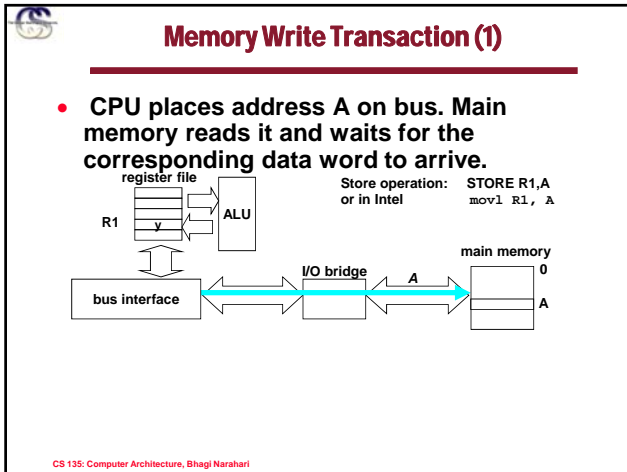 Memory Write Transaction (1)
• CPU places address A on bus. Main
memory reads it and waits for the
corresponding data word to arrive.
register file
Store operation: STORE R1,A
or in Intel movl R1, A
ALU
R1
y
main memory
I/O bridge
A
0
bus interface
A
CS 135: Computer Architecture, Bhagi Narahari